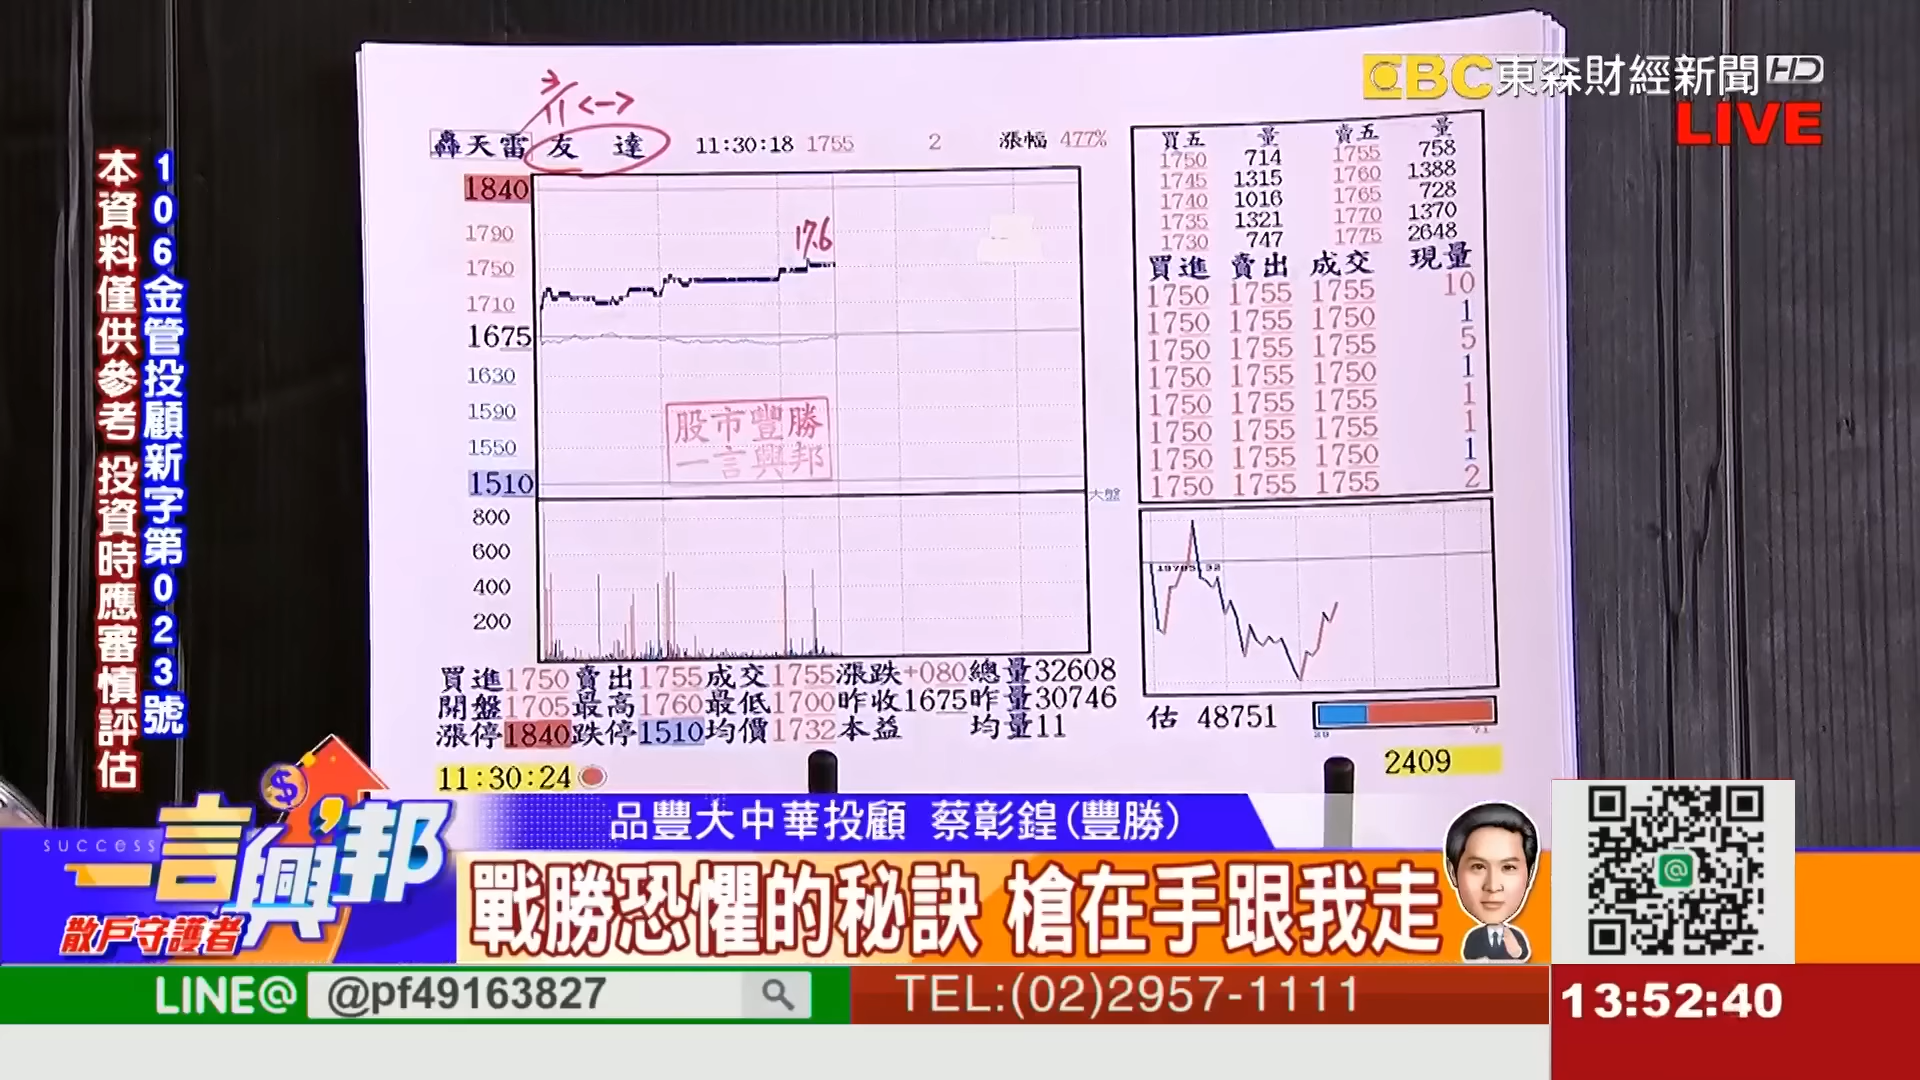 EBC東森財經新聞HD
LIVE
本資料僅供參考 投資時應審慎評估
106金管投顧新字第023號
3/11<->
轟天雷 友 達 11:30:18 1755 2 漲幅 477%
1840
1790
1750
1710
1675
1630
1590
1550
1510
17.6
股市豐勝
一言興邦
大盤
800
600
400
200
買五 量 賣五 量
1750 714 1755 758
1745 1315 1760 1388
1740 1016 1765 728
1735 1321 1770 1370
1730 747 1775 2648
買進 賣出 成交 現量
1750 1755 1755 10
1750 1755 1750 1
1750 1755 1755 5
1750 1755 1750 1
1750 1755 1755 1
1750 1755 1755 1
1750 1755 1750 1
1750 1755 1755 2
買進1750賣出1755成交1755漲跌+080總量32608
開盤1705最高1760最低1700昨收1675昨量30746
漲停1840跌停1510均價1732本益 均量11
估 48751
11:30:24
2409
品豐大中華投顧 蔡彰鍠(豐勝)
SUCCESS
一言興邦
散戶守護者
戰勝恐懼的秘訣 槍在手跟我走
LINE@ @pf49163827
TEL:(02)2957-1111
13:52:40